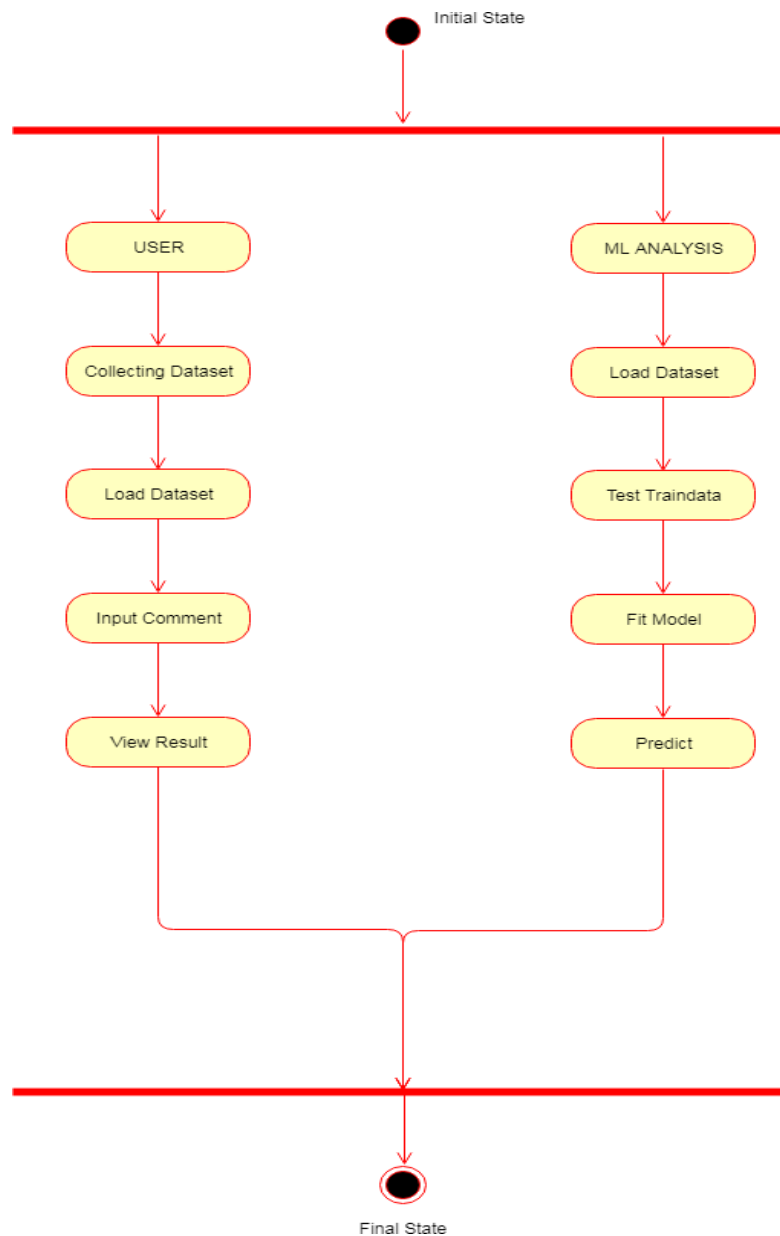 Initial State
USER
Collecting Dataset
Load Dataset
Input Comment
View Result
ML ANALYSIS
Load Dataset
Test Traindata
Fit Model
Predict
Final State